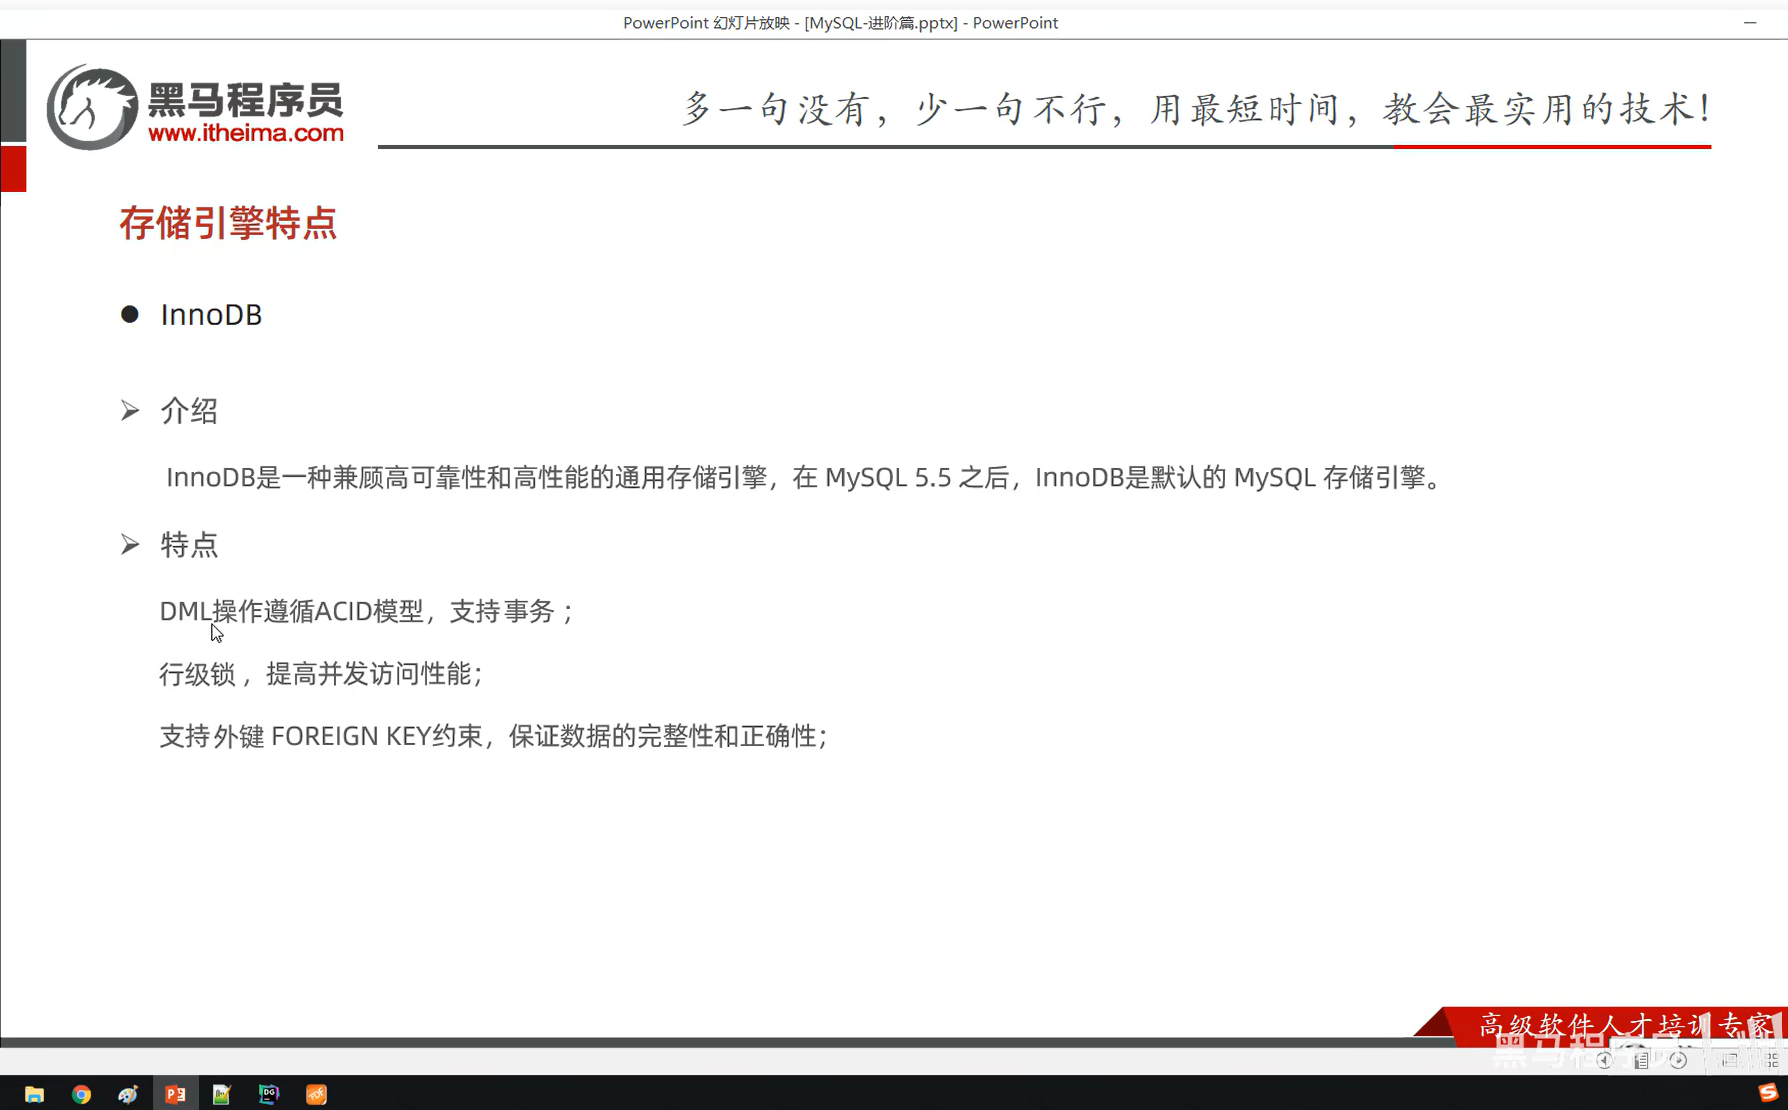 PowerPoint 幻灯片放映 - [MySQL-进阶篇.pptx] - PowerPoint
黑马程序员
www.itheima.com
多一句没有，少一句不行，用最短时间，教会最实用的技术！
存储引擎特点
● InnoDB
➢ 介绍
InnoDB是一种兼顾高可靠性和高性能的通用存储引擎，在 MySQL 5.5 之后，InnoDB是默认的 MySQL 存储引擎。
➢ 特点
DML操作遵循ACID模型，支持事务；
行级锁，提高并发访问性能；
支持外键 FOREIGN KEY约束，保证数据的完整性和正确性；
高级软件人才培训专家
黑马程序员